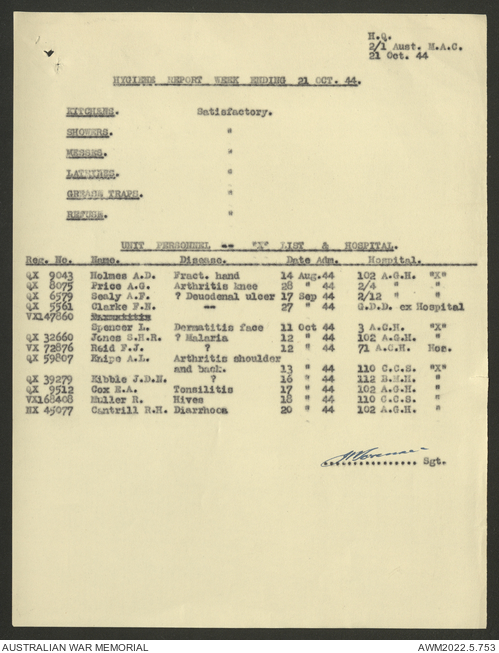 H.Q.
2/1 Aust. M.A.C.
21 Oct. 44
HYGIENE REPORT WEEK ENDING 21 OCT. 44.
KITCHENS. Satisfactory.
SHOWERS. "
MESSES. "
LATRINES. "
GREASE TRAPS. "
REFUSE. "
UNIT PERSONNEL -- "X" LIST & HOSPITAL.
Reg. No. Name. Disease. Date Adm. Hospital.
QX 9043 Holmes A.D. Fract. hand 14 Aug. 44 102 A.G.H. "X"
QX 8075 Price A.G. Arthritis knee 28 " 44 2/4 " "
QX 6579 Sealy A.F. ? Deuodenal ulcer 17 Sep 44 2/12 " "
QX 5561 Clarke F.N. -- 27 " 44 G.D.D. ex Hospital
VX147860
Spencer L. Dermatitis face 11 Oct 44 3 A.C.H. "X"
QX 32660 Jones S.H.R. ? Malaria 12 " 44 102 A.G.H. "
VX 72876 Reid F.J. ? 12 " 44 71 A.C.H. Hos.
QX 59807 Knipe A.L. Arthritis shoulder
and back. 13 " 44 110 C.C.S. "X"
QX 39279 Kibble J.D.N. ? 16 " 44 112 B.H.H. "
QX 9512 Cox E.A. Tonsilitis 17 " 44 102 A.G.H. "
VX168408 Muller R. Hives 18 " 44 110 C.C.S. "
NX 45077 Cantrill R.H. Diarrhoea 20 " 44 102 A.G.H. "
................ Sgt.
AUSTRALIAN WAR MEMORIAL
AWM2022.5.753